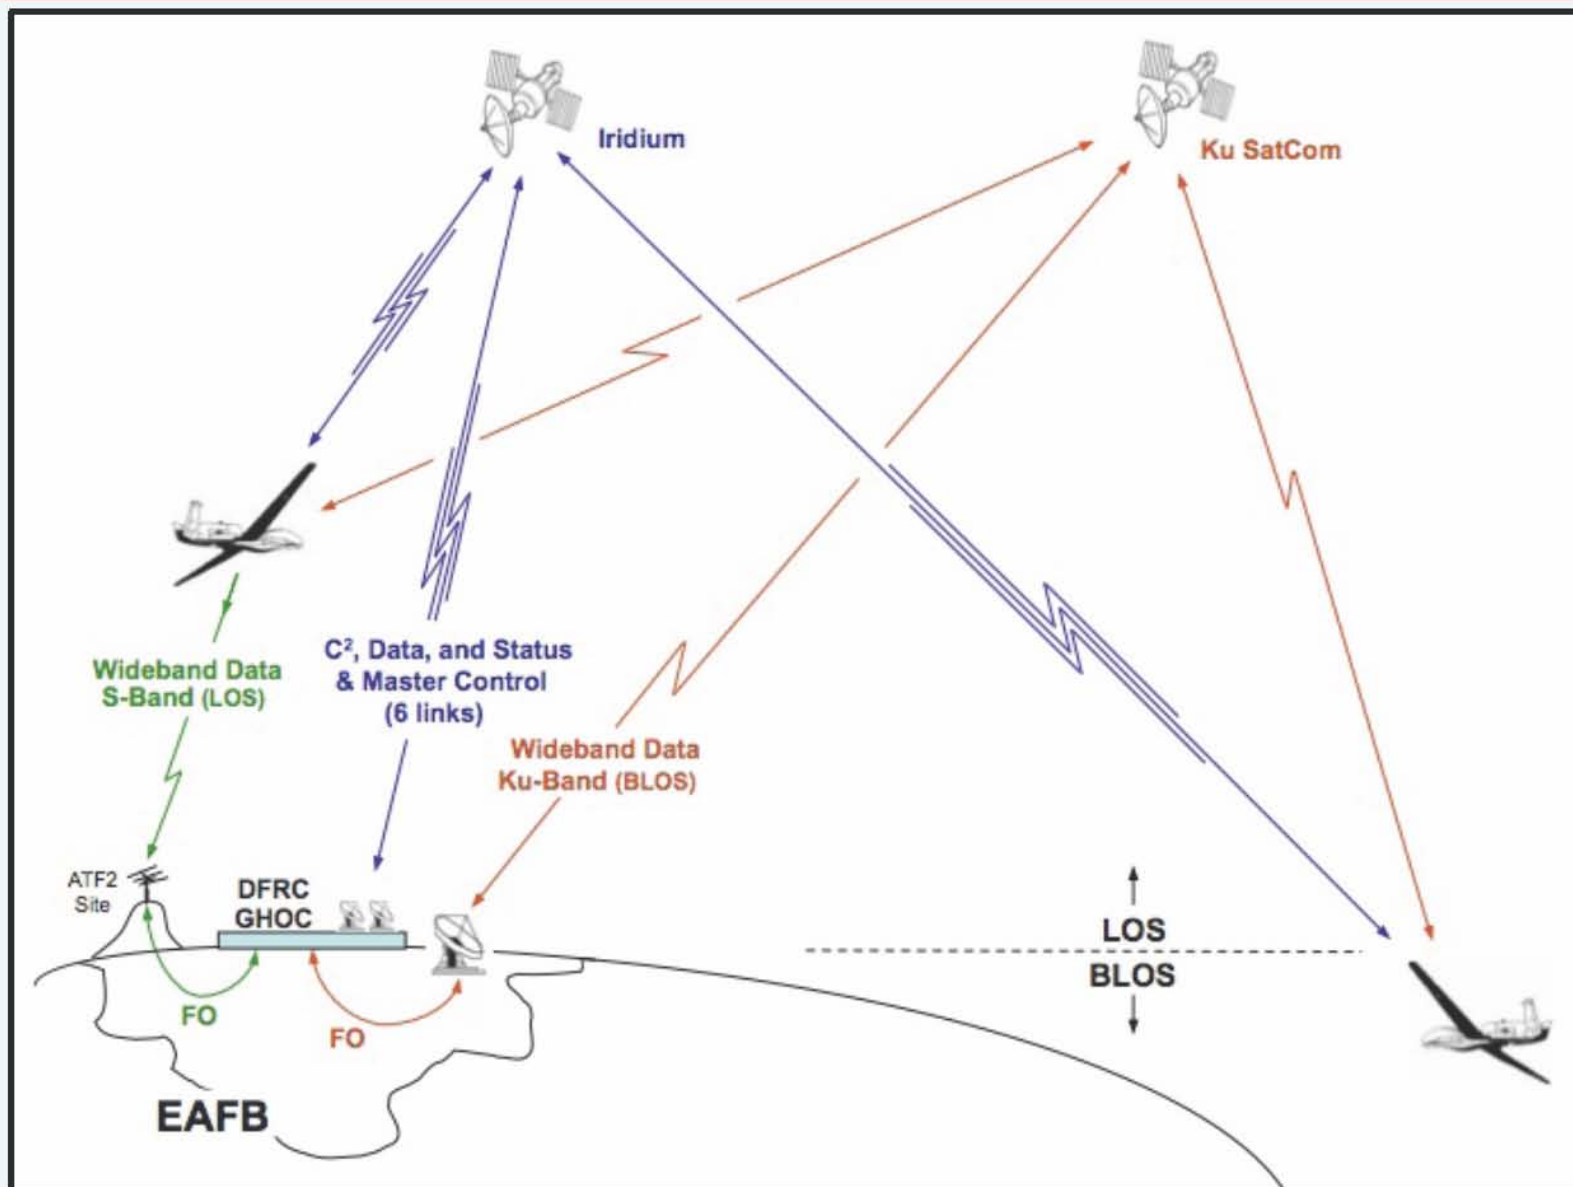 Iridium
Ku SatCom
Wideband Data
S-Band (LOS)
C², Data, and Status
& Master Control
(6 links)
Wideband Data
Ku-Band (BLOS)
ATF2
Site
DFRC
GHOC
LOS
BLOS
FO
FO
EAFB